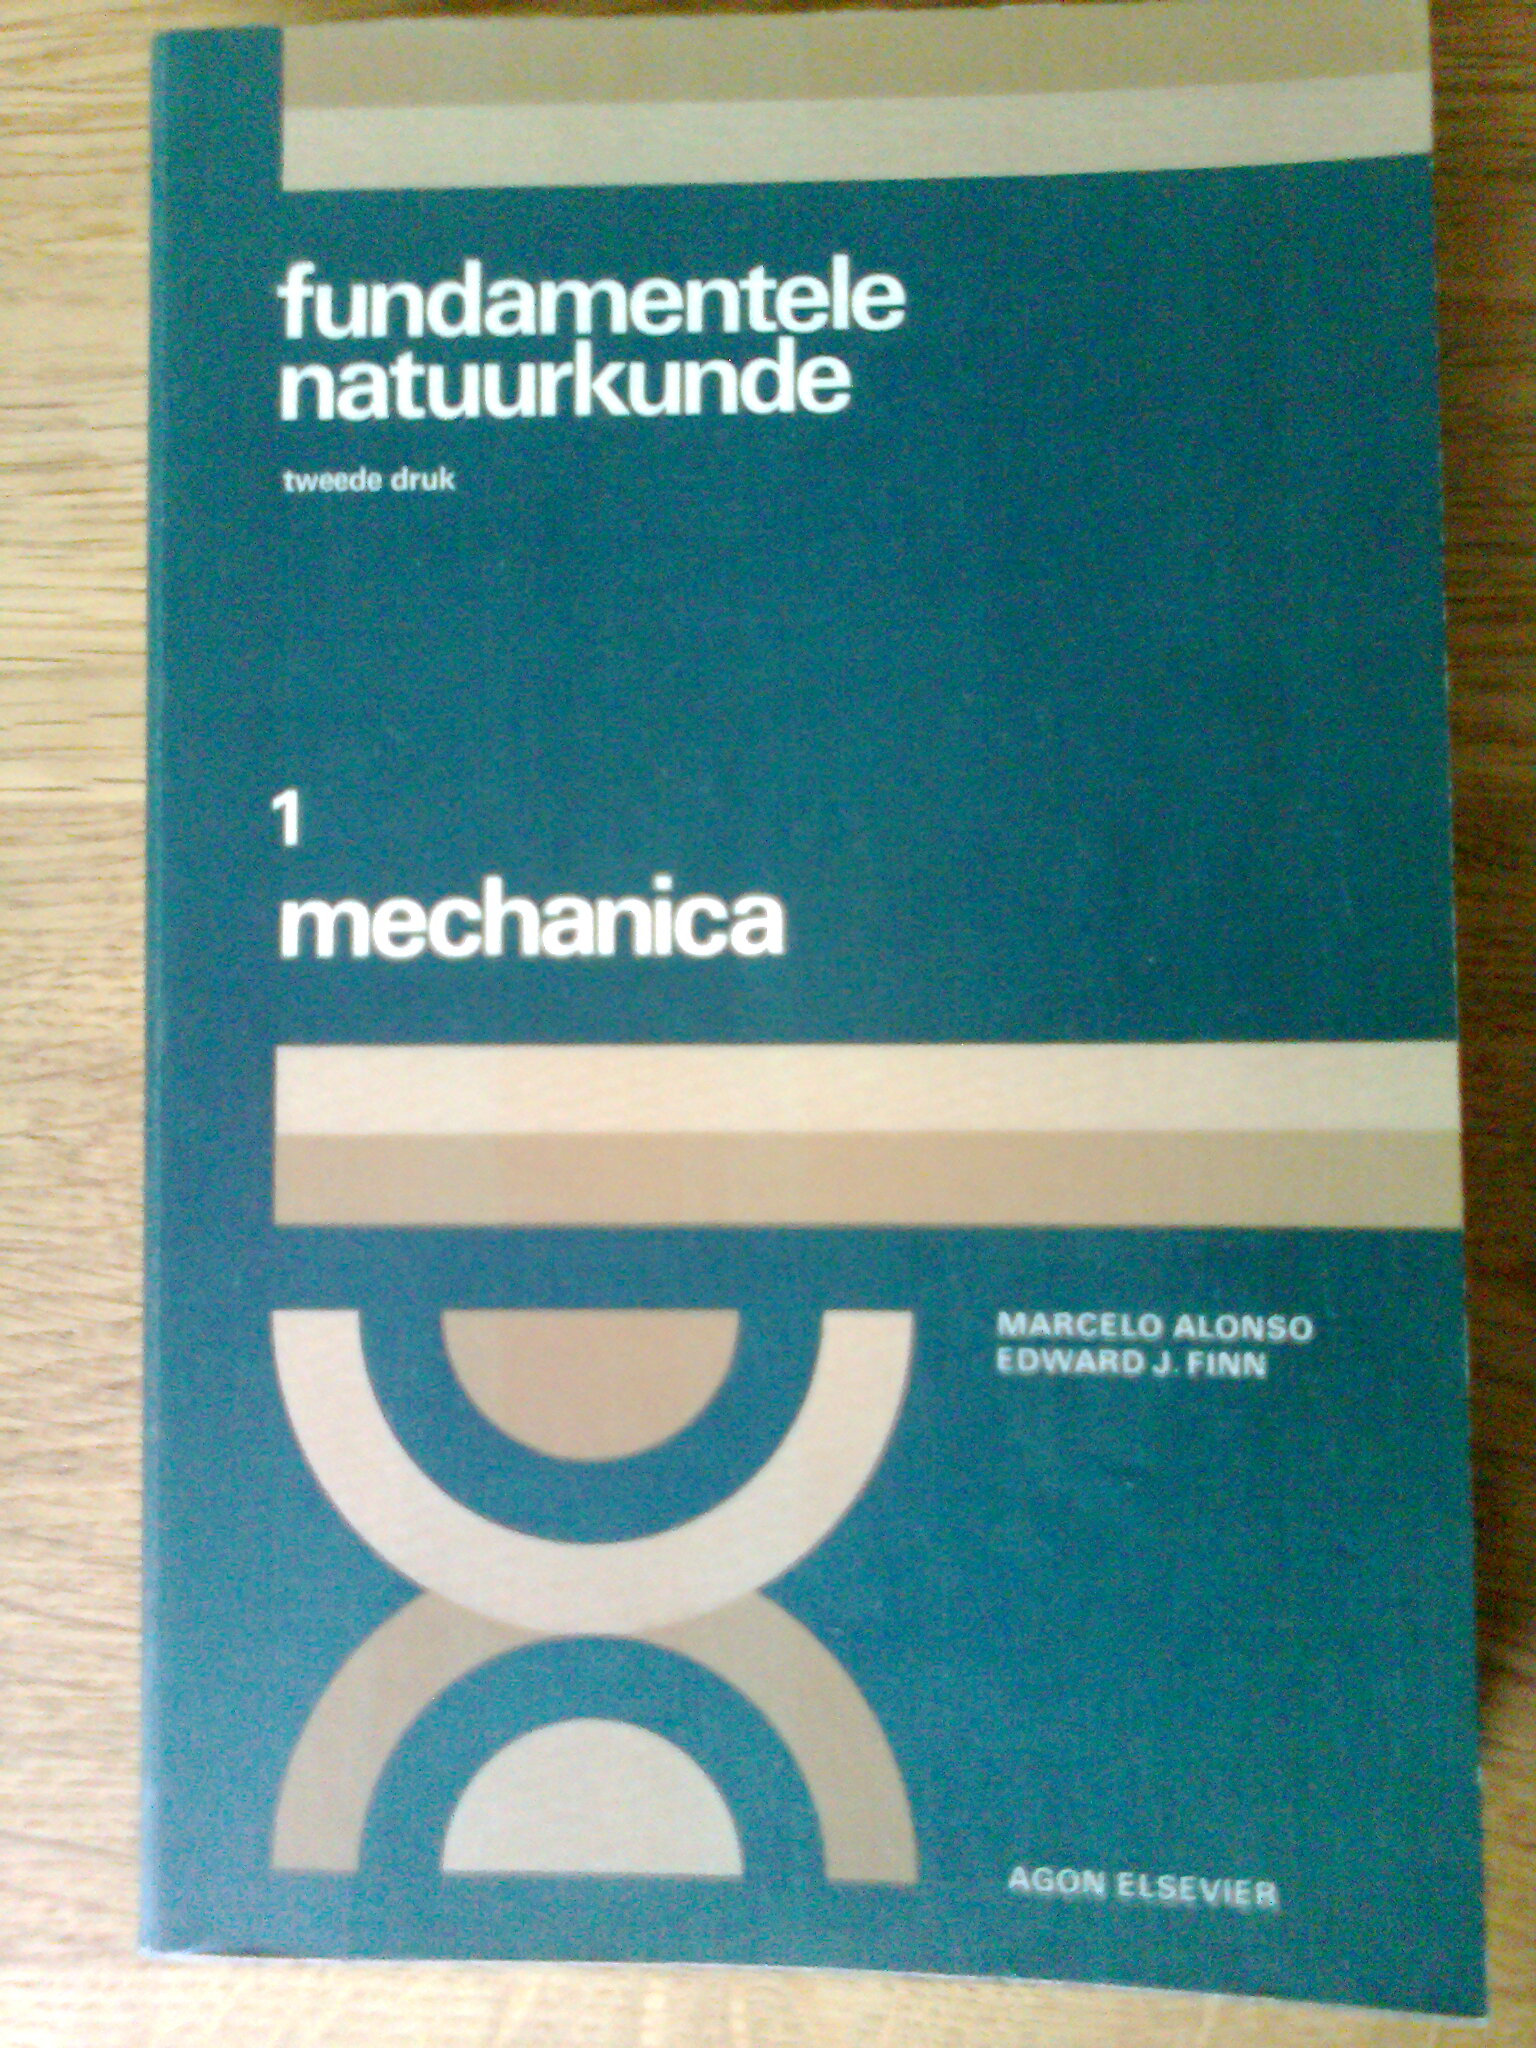 fundamentele
natuurkunde
tweede druk
1
mechanica
MARCELO ALONSO
EDWARD J. FINN
AGON ELSEVIER